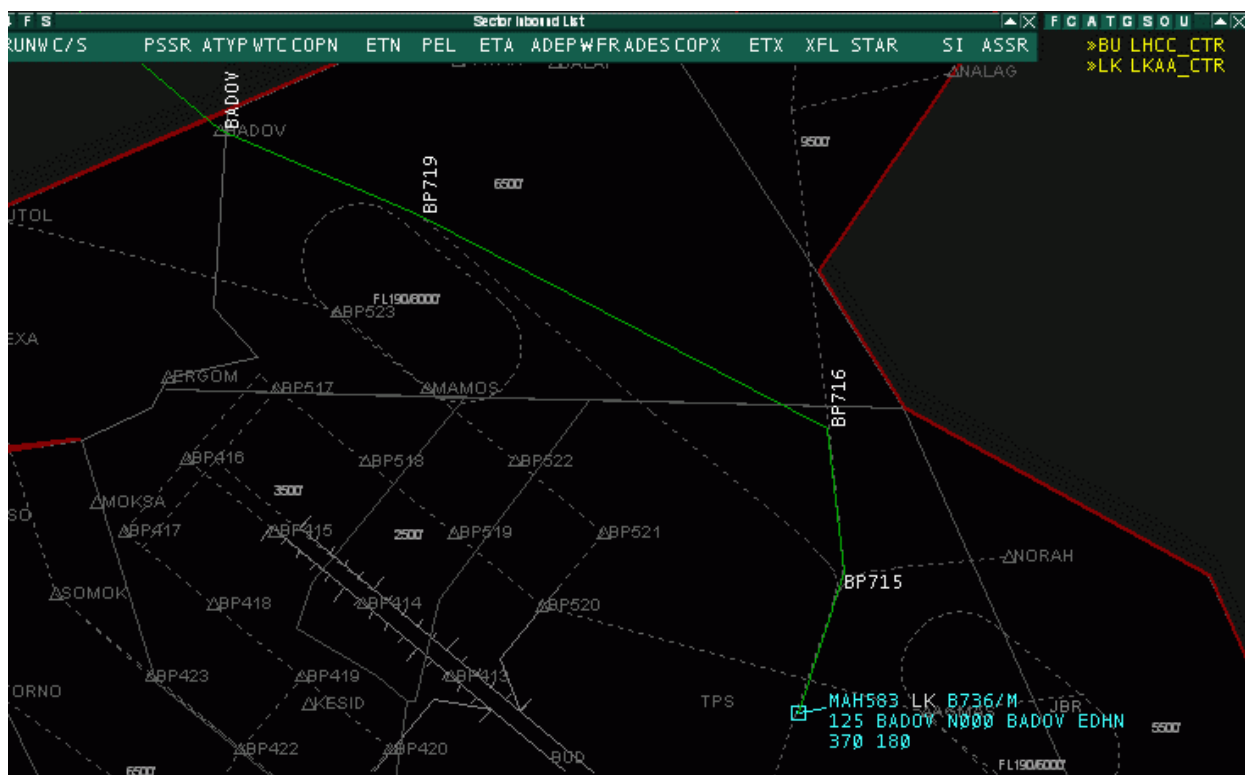 F S Sector Inbound List F C A T G S O U
RUNW C/S PSSR ATYP WTC COPN ETN PEL ETA ADEP WFR ADES COPX ETX XFL STAR SI ASSR
»BU LHCC_CTR
»LK LKAA_CTR
NALAG
BADOV
BADOV
9500'
BP719
6500'
UTOL
FL190/6000'
BP523
EXA
BP716
ERGOM
BP517
MAMOS
BP416
BP518
BP522
3500'
MOKSA
SO
BP417
BP415
2500'
BP519
BP521
NORAH
BP715
SOMOK
BP418
BP414
BP520
BP423
BP419
BP413
TORNO
KESID
TPS
MAH583 LK B736/M
JBR
125 BADOV N000 BADOV EDHN
5500'
370 180
BP422
BP420
BUD
6500'
FL190/6000'